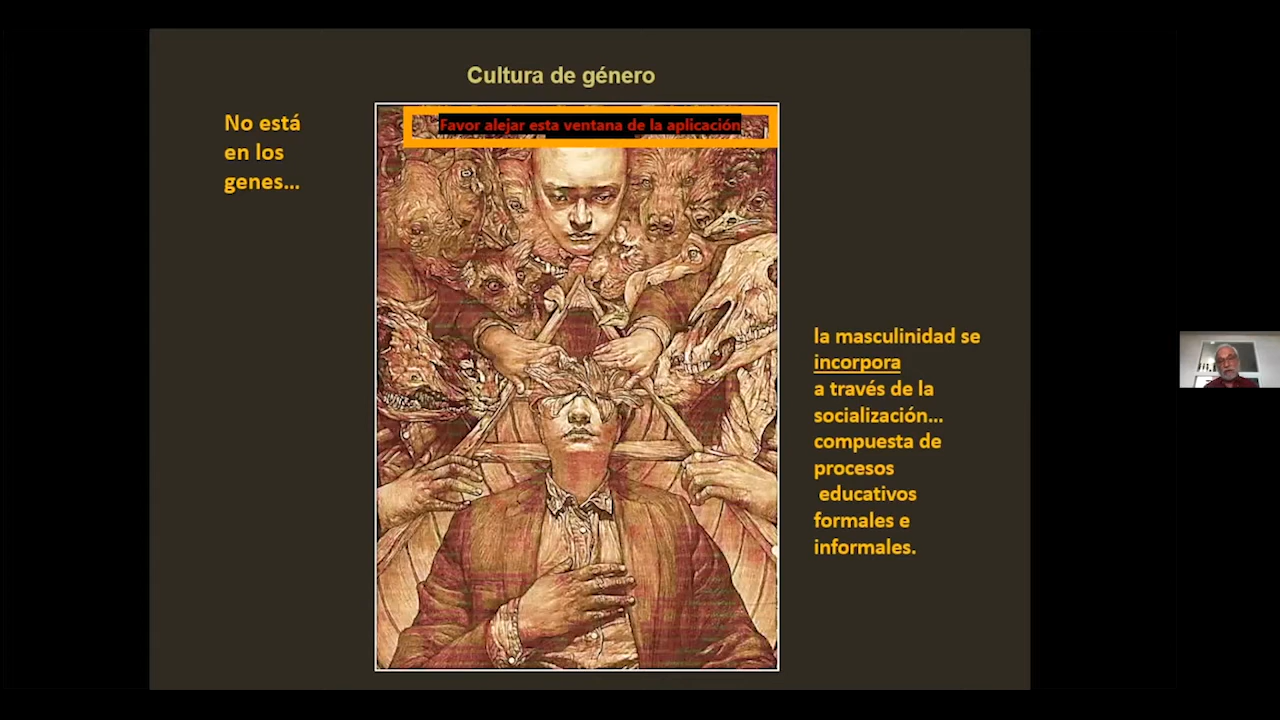 Cultura de género
Favor alejar esta ventana de la aplicación
No está
en los
genes...
la masculinidad se
incorpora
a través de la
socialización...
compuesta de
procesos
educativos
formales e
informales.